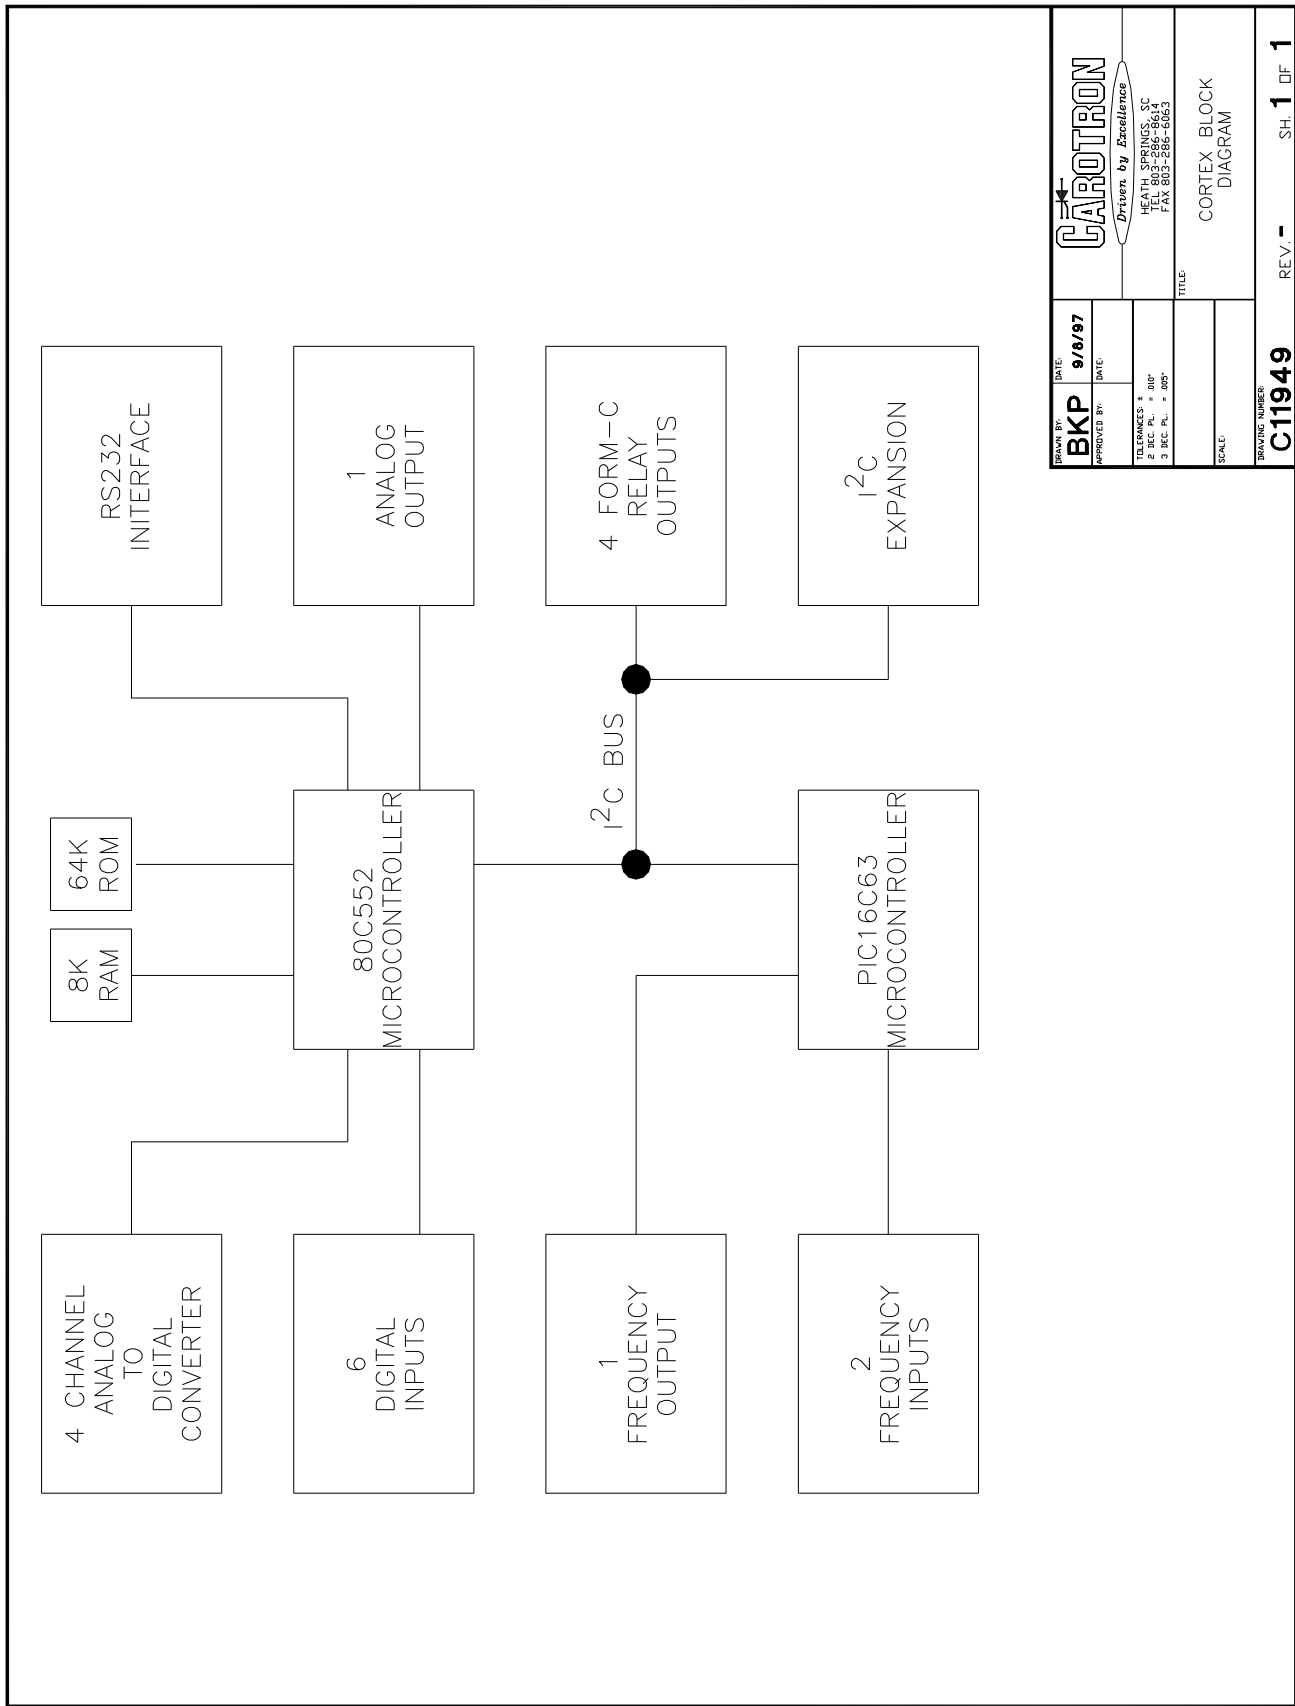 4 CHANNEL
ANALOG
TO
DIGITAL
CONVERTER
8K
RAM
64K
ROM
RS232
INITERFACE
6
DIGITAL
INPUTS
80C552
MICROCONTROLLER
1
ANALOG
OUTPUT
1
FREQUENCY
OUTPUT
I2C BUS
4 FORM-C
RELAY
OUTPUTS
2
FREQUENCY
INPUTS
PIC16C63
MICROCONTROLLER
I2C
EXPANSION
DRAWN BY:
BKP
DATE:
9/8/97
APPROVED BY:
DATE:
TOLERANCES: ±
2 DEC. PL. = .010"
3 DEC. PL. = .005"
SCALE:
CAROTRON
Driven by Excellence
HEATH SPRINGS, SC
TEL 803-286-8614
FAX 803-286-6063
TITLE:
CORTEX BLOCK
DIAGRAM
DRAWING NUMBER:
C11949
REV. -
SH. 1 OF 1